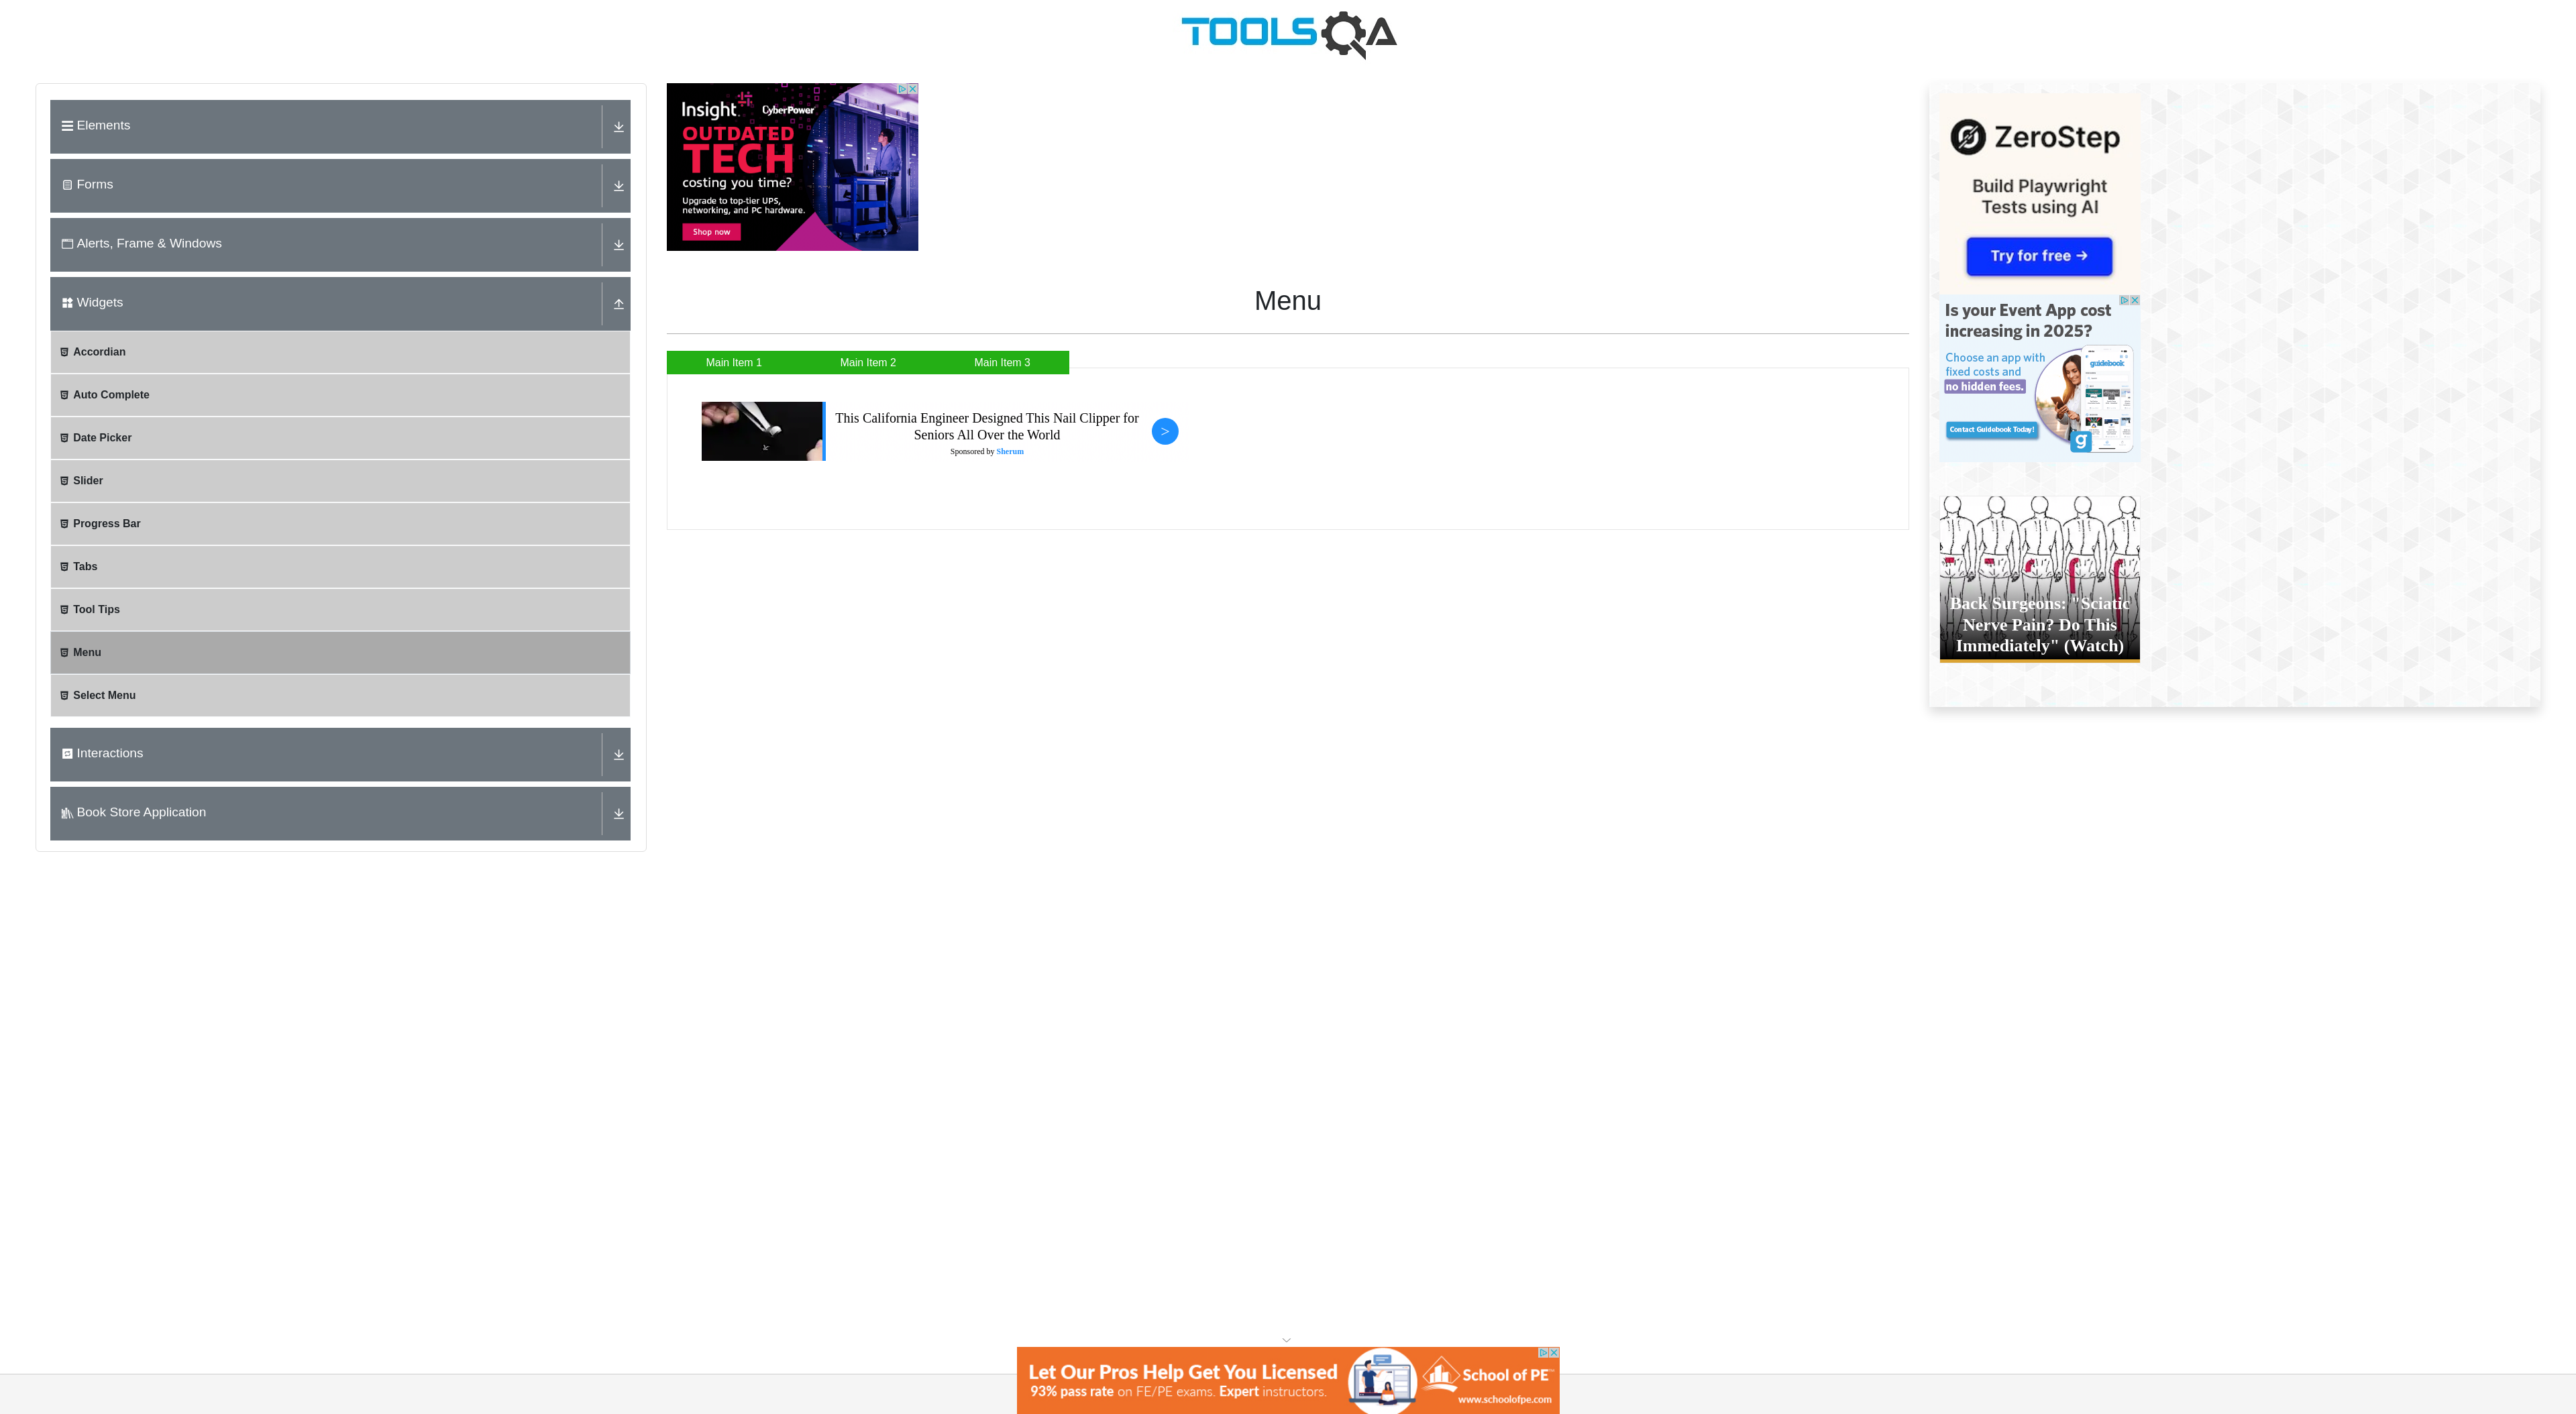 TOOLSQA
Elements
Forms
Alerts, Frame & Windows
Widgets
Accordian
Auto Complete
Date Picker
Slider
Progress Bar
Tabs
Tool Tips
Menu
Select Menu
Interactions
Book Store Application
Insight. CyberPower
OUTDATED
TECH
costing you time?
Upgrade to top-tier UPS,
networking, and PC hardware.
Shop now
Menu
Main Item 1 Main Item 2 Main Item 3
This California Engineer Designed This Nail Clipper for
Seniors All Over the World
Sponsored by Sherum
>
ZeroStep
Build Playwright
Tests using AI
Try for free →
Is your Event App cost
increasing in 2025?
Choose an app with
fixed costs and
no hidden fees.
guidebook
Contact Guidebook Today!
g
Back Surgeons: "Sciatic
Nerve Pain? Do This
Immediately" (Watch)
Let Our Pros Help Get You Licensed
93% pass rate on FE/PE exams. Expert instructors.
School of PE™
www.schoolofpe.com